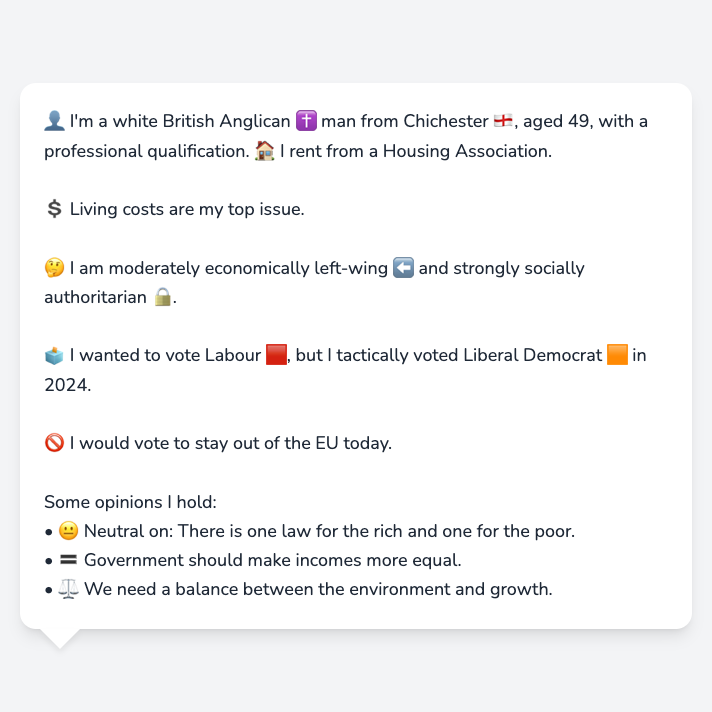 👤 I'm a white British Anglican ✝️ man from Chichester 🏴󠁧󠁢󠁥󠁮󠁧󠁿, aged 49, with a
professional qualification. 🏠 I rent from a Housing Association.
💲 Living costs are my top issue.
🤔 I am moderately economically left-wing ⬅️ and strongly socially
authoritarian 🔒.
🗳️ I wanted to vote Labour 🟥, but I tactically voted Liberal Democrat 🟧 in
2024.
🚫 I would vote to stay out of the EU today.
Some opinions I hold:
• 😐 Neutral on: There is one law for the rich and one for the poor.
• 🟰 Government should make incomes more equal.
• ⚖️ We need a balance between the environment and growth.